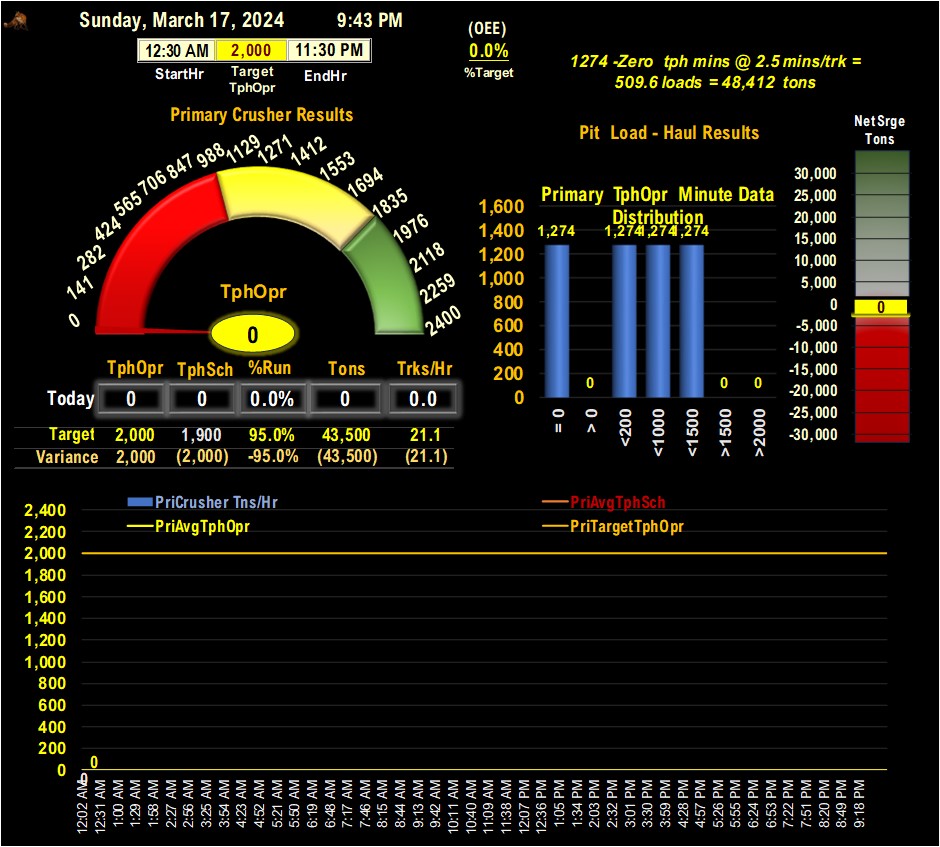 Sunday, March 17, 2024 9:43 PM
12:30 AM 2,000 11:30 PM
StartHr Target TphOpr EndHr
(OEE)
0.0%
%Target
1274 -Zero tph mins @ 2.5 mins/trk =
509.6 loads = 48,412 tons
Primary Crusher Results
0 141 282 424 565 706 847 988 1129 1271 1412 1553 1694 1835 1976 2118 2259 2400
TphOpr
0
TphOpr TphSch %Run Tons Trks/Hr
Today 0 0 0.0% 0 0.0
Target 2,000 1,900 95.0% 43,500 21.1
Variance 2,000 (2,000) -95.0% (43,500) (21.1)
Pit Load - Haul Results
Primary TphOpr Minute Data
Distribution
1,600
1,400
1,200
1,000
800
600
400
200
0
1,274 0 1,274 1,274 1,274 0 0
= 0 > 0 <200 <1000 <1500 >1500 >2000
Net Srge
Tons
30,000
25,000
20,000
15,000
10,000
5,000
0 0
-5,000
-10,000
-15,000
-20,000
-25,000
-30,000
PriCrusher Tns/Hr PriAvgTphSch
PriAvgTphOpr PriTargetTphOpr
2,400
2,200
2,000
1,800
1,600
1,400
1,200
1,000
800
600
400
200
0
0
0
12:02 AM 12:31 AM 1:00 AM 1:29 AM 1:58 AM 2:27 AM 2:56 AM 3:25 AM 3:54 AM 4:23 AM 4:52 AM 5:21 AM 5:50 AM 6:19 AM 6:48 AM 7:17 AM 7:46 AM 8:15 AM 8:44 AM 9:13 AM 9:42 AM 10:11 AM 10:40 AM 11:09 AM 11:38 AM 12:07 PM 12:36 PM 1:05 PM 1:34 PM 2:03 PM 2:32 PM 3:01 PM 3:30 PM 3:59 PM 4:28 PM 4:57 PM 5:26 PM 5:55 PM 6:24 PM 6:53 PM 7:22 PM 7:51 PM 8:20 PM 8:49 PM 9:18 PM